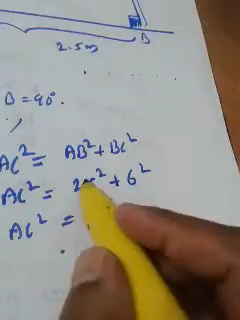 2.5m
B
B = 90°.
AC² = AB² + BC²
AC² = + 6²
AC² =